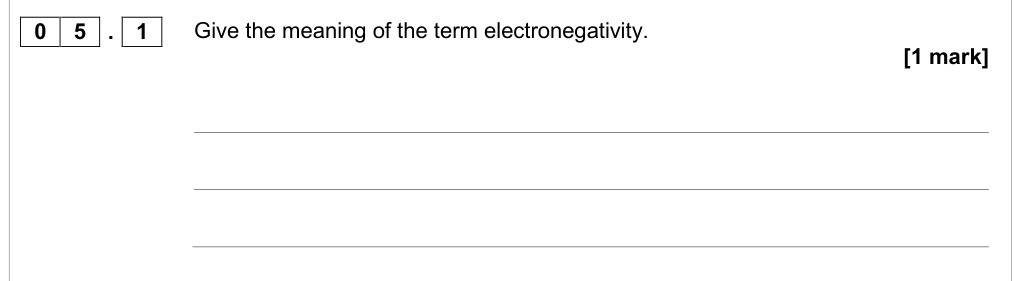 0 5 . 1 Give the meaning of the term electronegativity.
[1 mark]